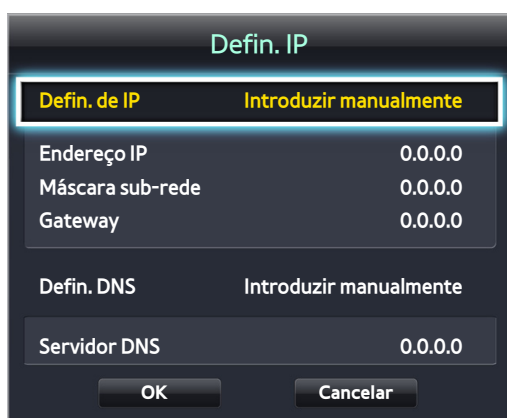 Defin. IP
Defin. de IP Introduzir manualmente
Endereço IP 0.0.0.0
Máscara sub-rede 0.0.0.0
Gateway 0.0.0.0
Defin. DNS Introduzir manualmente
Servidor DNS 0.0.0.0
OK Cancelar